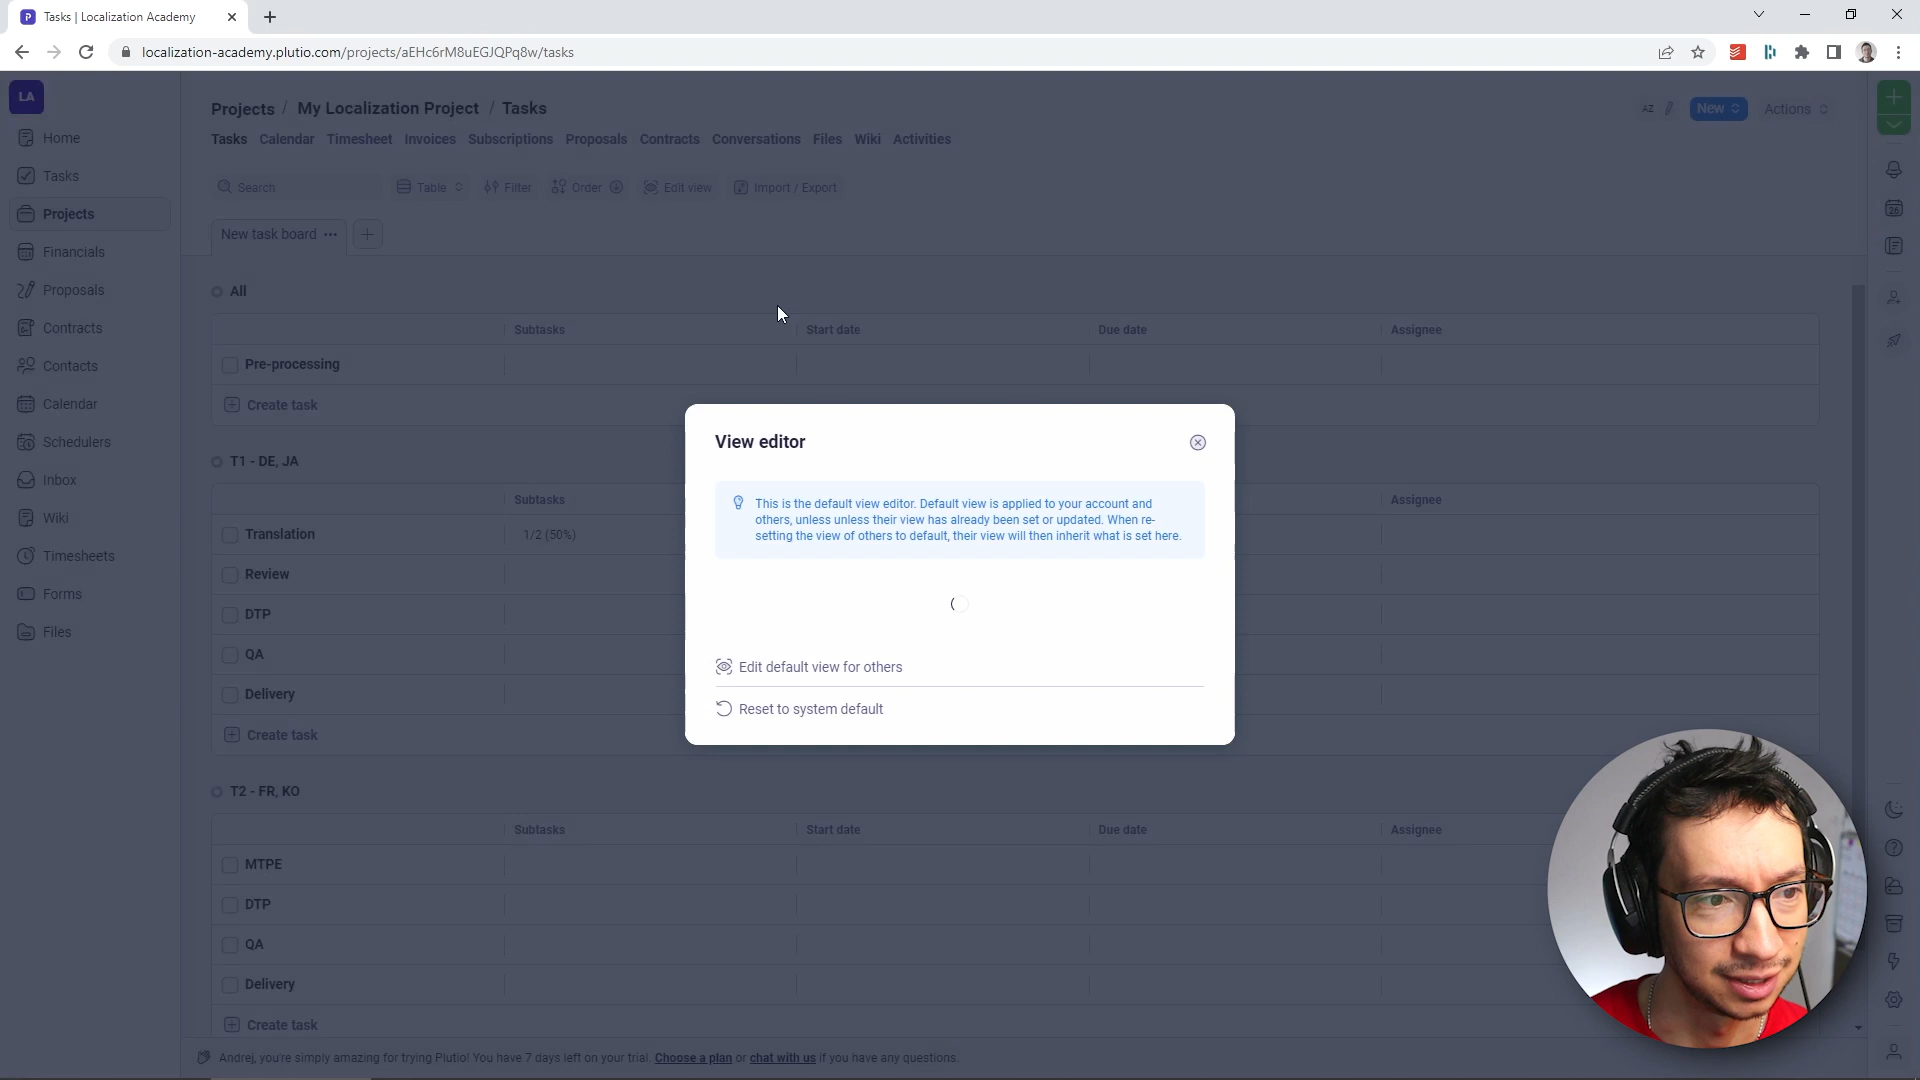 Tasks | Localization Academy
localization-academy.plutio.com/projects/aEHc6rM8uEGJQPq8w/tasks
LA
Home
Tasks
Projects
Financials
Proposals
Contracts
Contacts
Calendar
Schedulers
Inbox
Wiki
Timesheets
Forms
Files
Projects / My Localization Project / Tasks
AZ
New
Actions
Tasks Calendar Timesheet Invoices Subscriptions Proposals Contracts Conversations Files Wiki Activities
Search
Table
Filter
Order
Edit view
Import / Export
New task board
26
All
Subtasks Start date Due date Assignee
Pre-processing
Create task
T1 - DE, JA
Subtasks Assignee
Translation 1/2 (50%)
Review
DTP
QA
Delivery
Create task
View editor
This is the default view editor. Default view is applied to your account and
others, unless unless their view has already been set or updated. When re-
setting the view of others to default, their view will then inherit what is set here.
Edit default view for others
Reset to system default
T2 - FR, KO
Subtasks Start date Due date Assignee
MTPE
DTP
QA
Delivery
Create task
Andrej, you're simply amazing for trying Plutio! You have 7 days left on your trial. Choose a plan or chat with us if you have any questions.